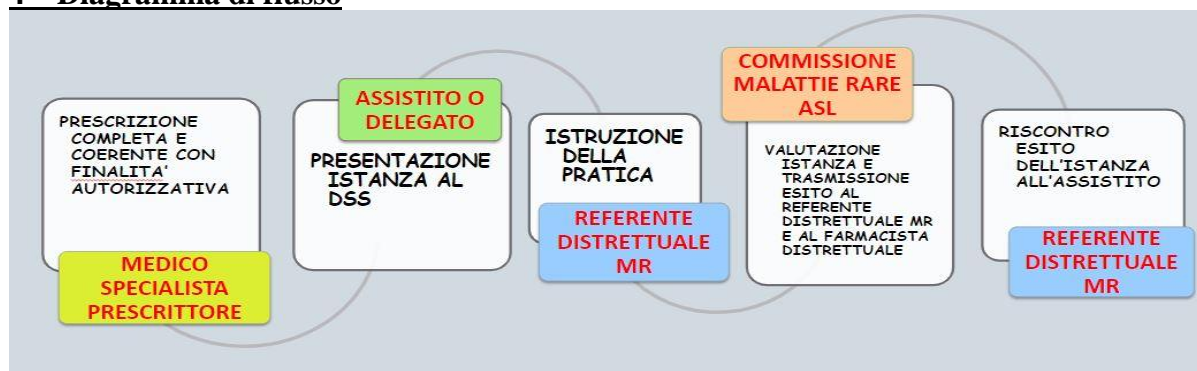 Diagramma di flusso
PRESCRIZIONE
COMPLETA E
COERENTE CON
FINALITA'
AUTORIZZATIVA
MEDICO
SPECIALISTA
PRESCRITTORE
ASSISTITO O
DELEGATO
PRESENTAZIONE
ISTANZA AL
DSS
ISTRUZIONE
DELLA
PRATICA
REFERENTE
DISTRETTUALE
MR
COMMISSIONE
MALATTIE RARE
ASL
VALUTAZIONE
ISTANZA E
TRASMISSIONE
ESITO AL
REFERENTE
DISTRETTUALE MR
E AL FARMACISTA
DISTRETTUALE
RISCONTRO
ESITO
DELL'ISTANZA
ALL'ASSISTITO
REFERENTE
DISTRETTUALE
MR